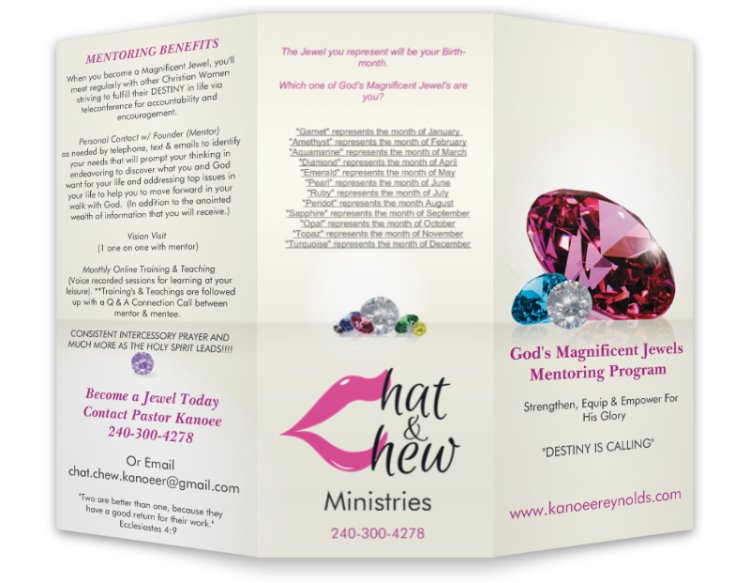 MENTORING BENEFITS
When you become a Magnificent Jewel, you'll
meet regularly with other Christian Women
striving to fulfill their DESTINY in life via
teleconference for accountability and
encouragement.
Personal Contact w/ Founder (Mentor)
as needed by telephone, text & emails to identify
your needs that will prompt your thinking in
endeavoring to discover what you and God
want for your life and addressing top issues in
your life to help you to move forward in your
walk with God. (In addition to the anointed
wealth of information that you will receive.)
Vision Visit
(1 one on one with mentor)
Monthly Online Training & Teaching
(Voice recorded sessions for learning at your
leisure). **Training's & Teachings are followed
up with a Q & A Connection Call between
mentor & mentee.
CONSISTENT INTERCESSORY PRAYER AND
MUCH MORE AS THE HOLY SPIRIT LEADS!!!!
Become a Jewel Today
Contact Pastor Kanoee
240-300-4278
Or Email
chat.chew.kanoeer@gmail.com
"Two are better than one, because they
have a good return for their work."
Ecclesiastes 4:9
The Jewel you represent will be your Birth-
month.
Which one of God's Magnificent Jewel's are
you?
"Garnet" represents the month of January
"Amethyst" represents the month of February
"Aquamarine" represents the month of March
"Diamond" represents the month of April
"Emerald" represents the month of May
"Pearl" represents the month of June
"Ruby" represents the month of July
"Peridot" represents the month August
"Sapphire" represents the month of September
"Opal" represents the month of October
"Topaz" represents the month of November
"Turquoise" represents the month of December
Chat
&
Chew
Ministries
240-300-4278
God's Magnificent Jewels
Mentoring Program
Strengthen, Equip & Empower For
His Glory
"DESTINY IS CALLING"
www.kanoeereynolds.com